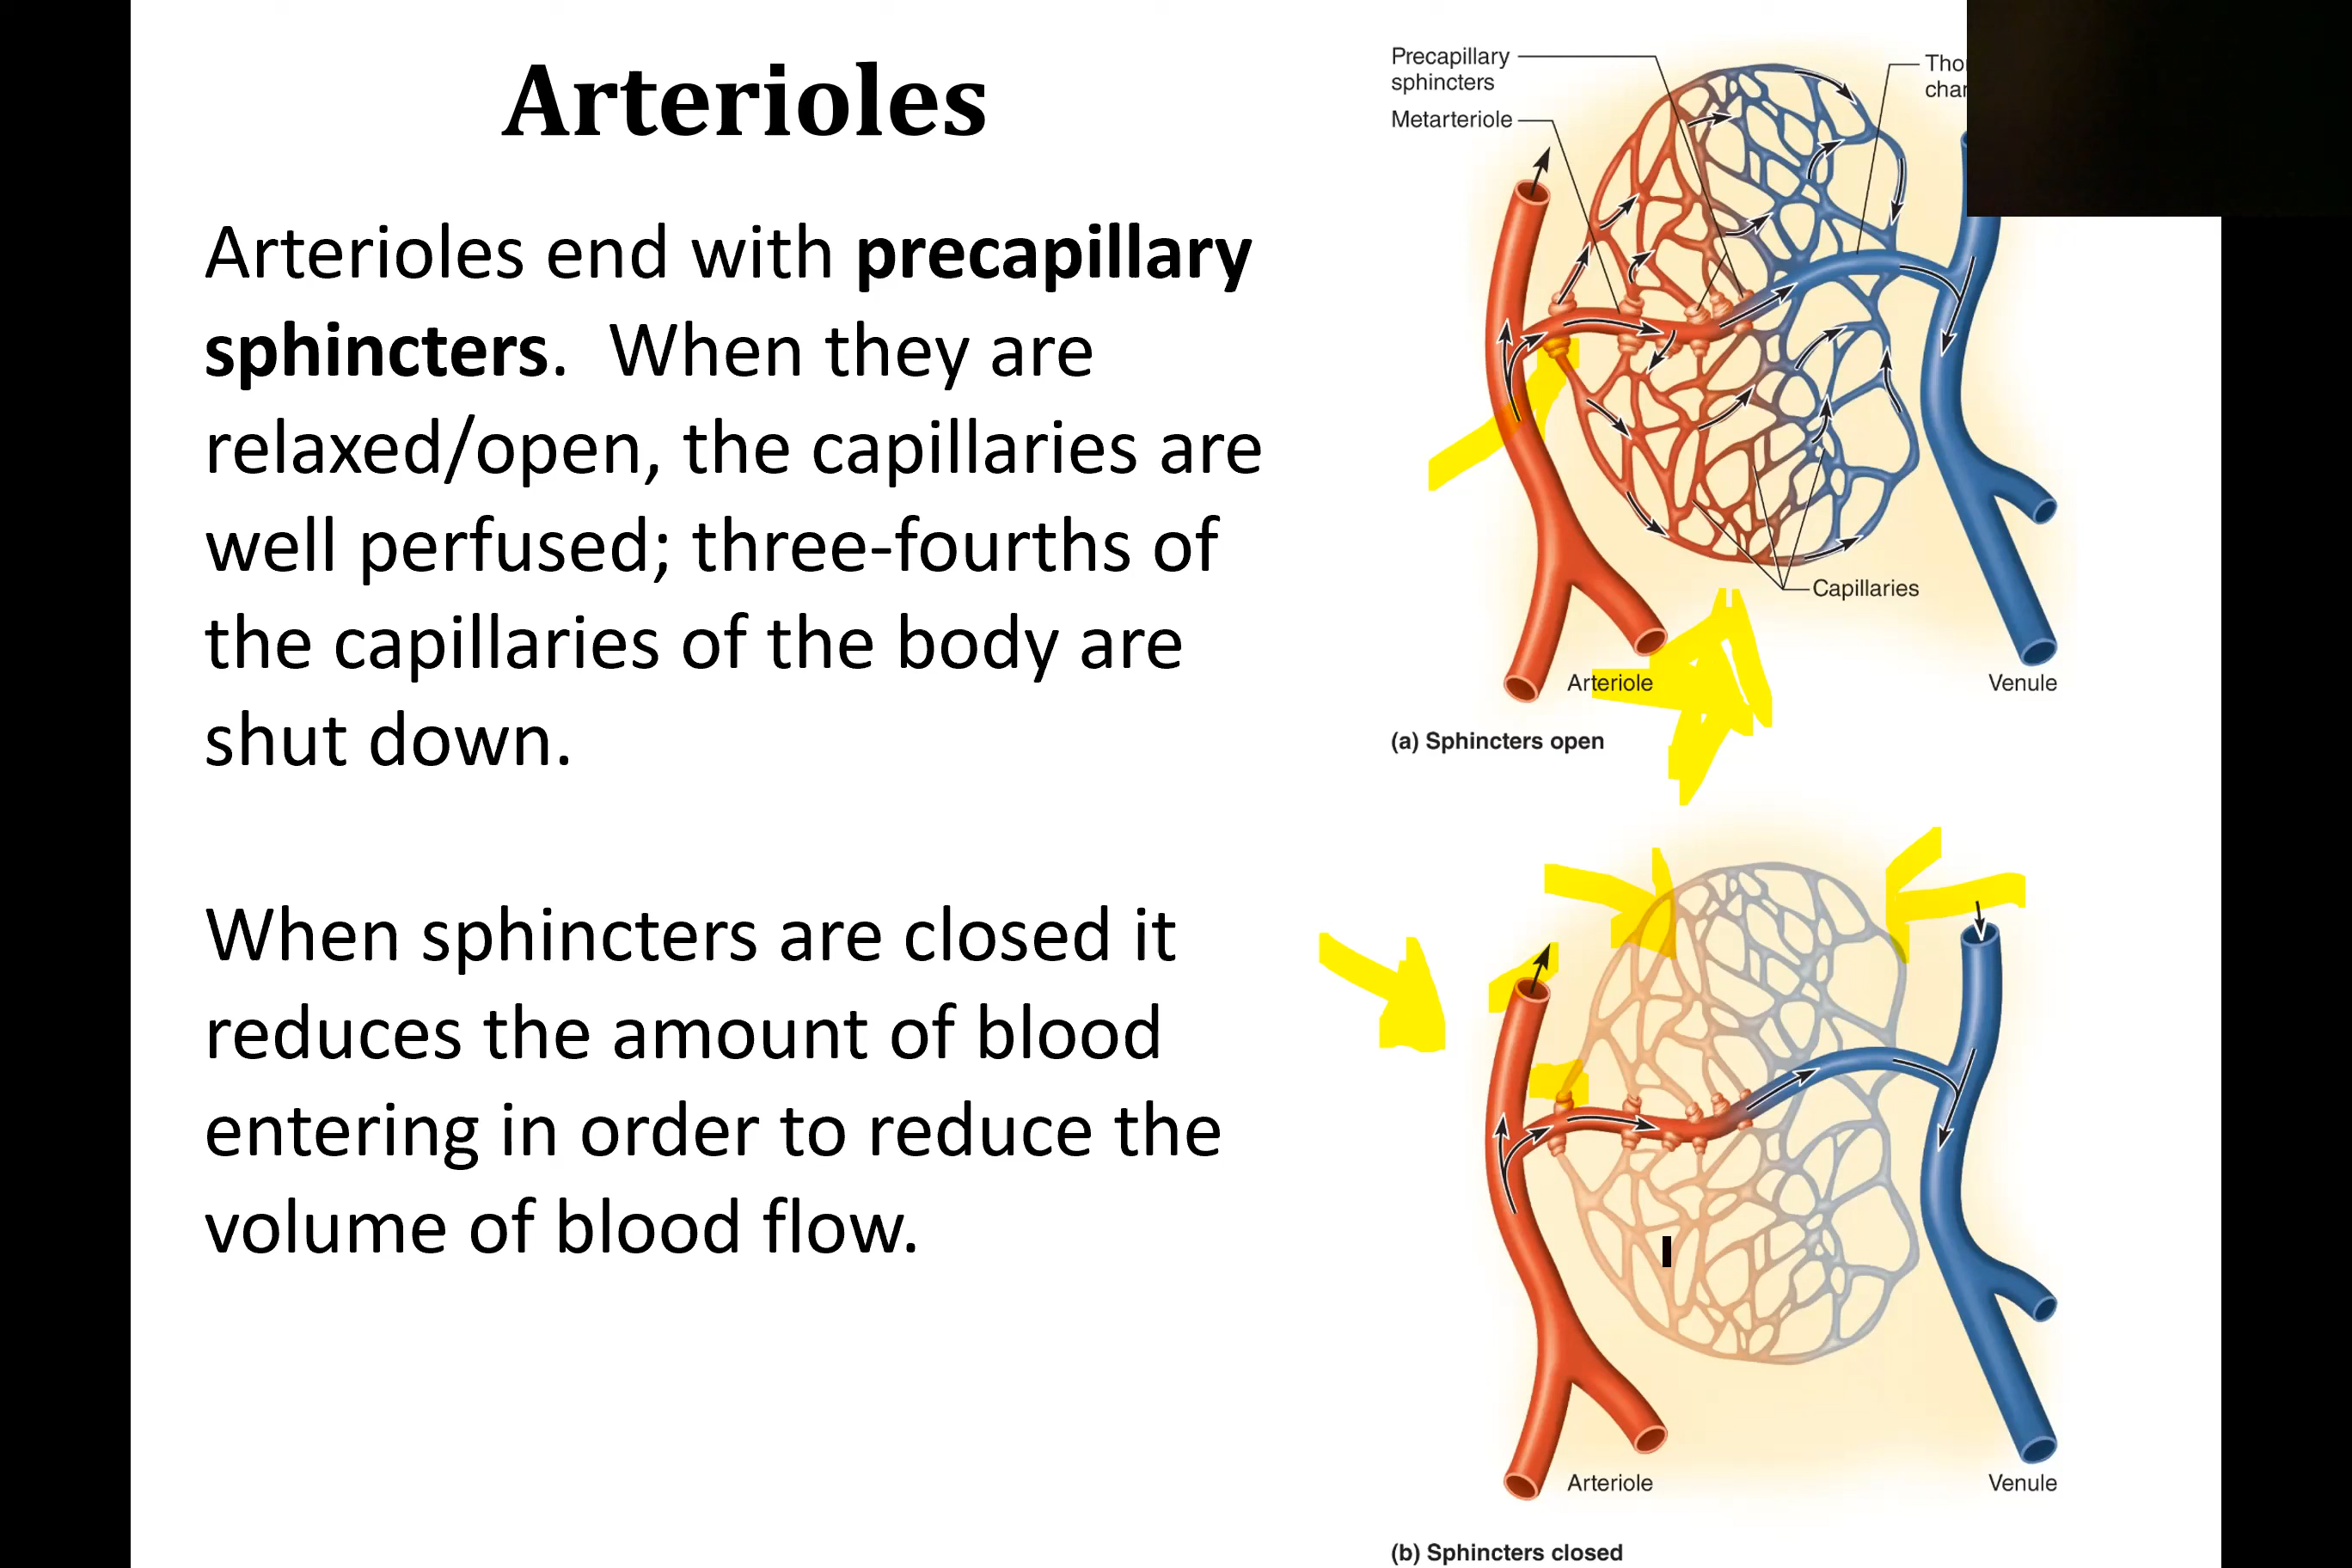 Arterioles
Arterioles end with precapillary
sphincters.  When they are
relaxed/open, the capillaries are
well perfused; three-fourths of
the capillaries of the body are
shut down.
When sphincters are closed it
reduces the amount of blood
entering in order to reduce the
volume of blood flow.
Precapillary
sphincters
Metarteriole
Capillaries
Arteriole
Venule
(a) Sphincters open
Arteriole
Venule
(b) Sphincters closed